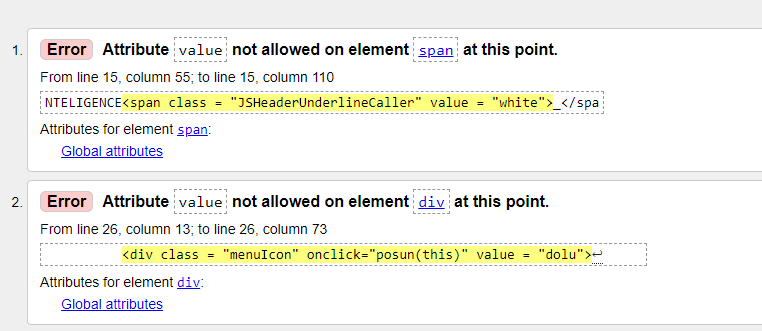 1. Error Attribute value not allowed on element span at this point.
From line 15, column 55; to line 15, column 110
NTELIGENCE<span class = "JSHeaderUnderlineCaller" value = "white">_</spa
Attributes for element span:
Global attributes
2. Error Attribute value not allowed on element div at this point.
From line 26, column 13; to line 26, column 73
<div class = "menuIcon" onclick="posun(this)" value = "dolu">↩
Attributes for element div:
Global attributes